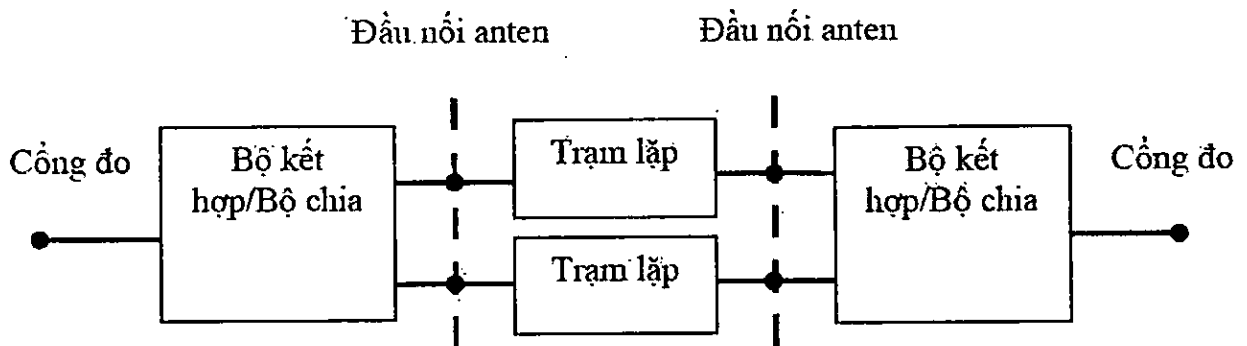 Đầu nối anten
Đầu nối anten
Cổng đo
Bộ kết
hợp/Bộ chia
Trạm lặp
Trạm lặp
Bộ kết
hợp/Bộ chia
Cổng đo